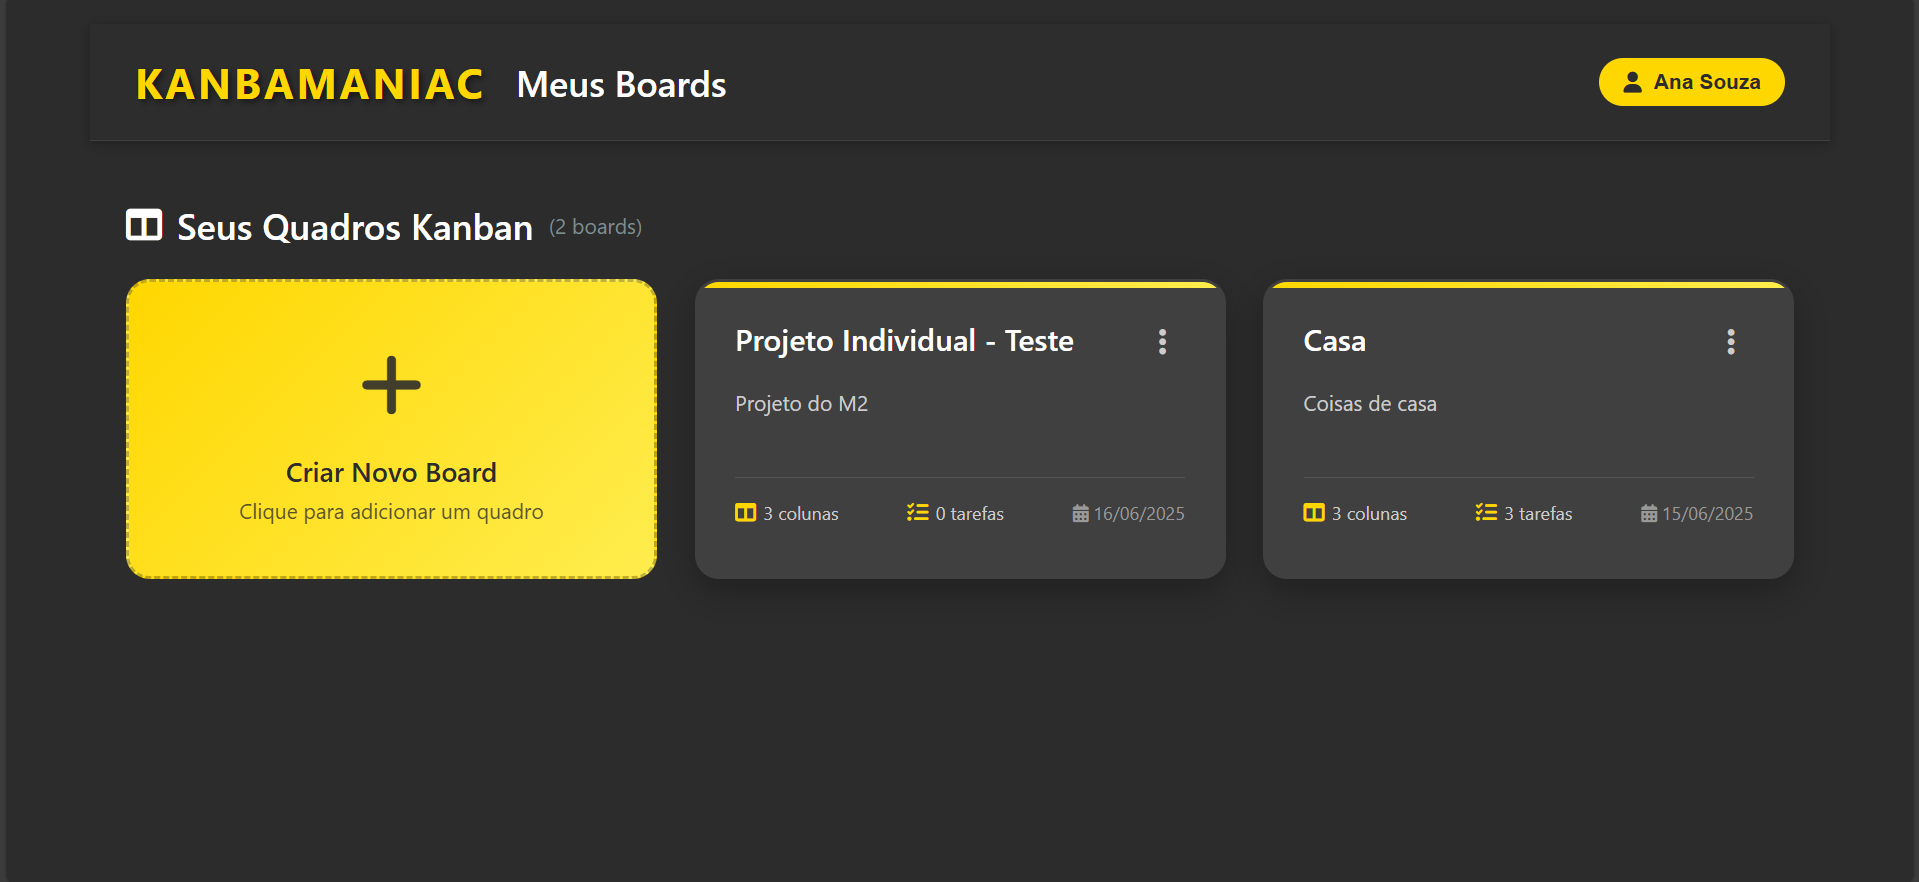 KANBAMANIAC Meus Boards
Ana Souza
Seus Quadros Kanban (2 boards)
Criar Novo Board
Clique para adicionar um quadro
Projeto Individual - Teste
Projeto do M2
3 colunas 0 tarefas 16/06/2025
Casa
Coisas de casa
3 colunas 3 tarefas 15/06/2025